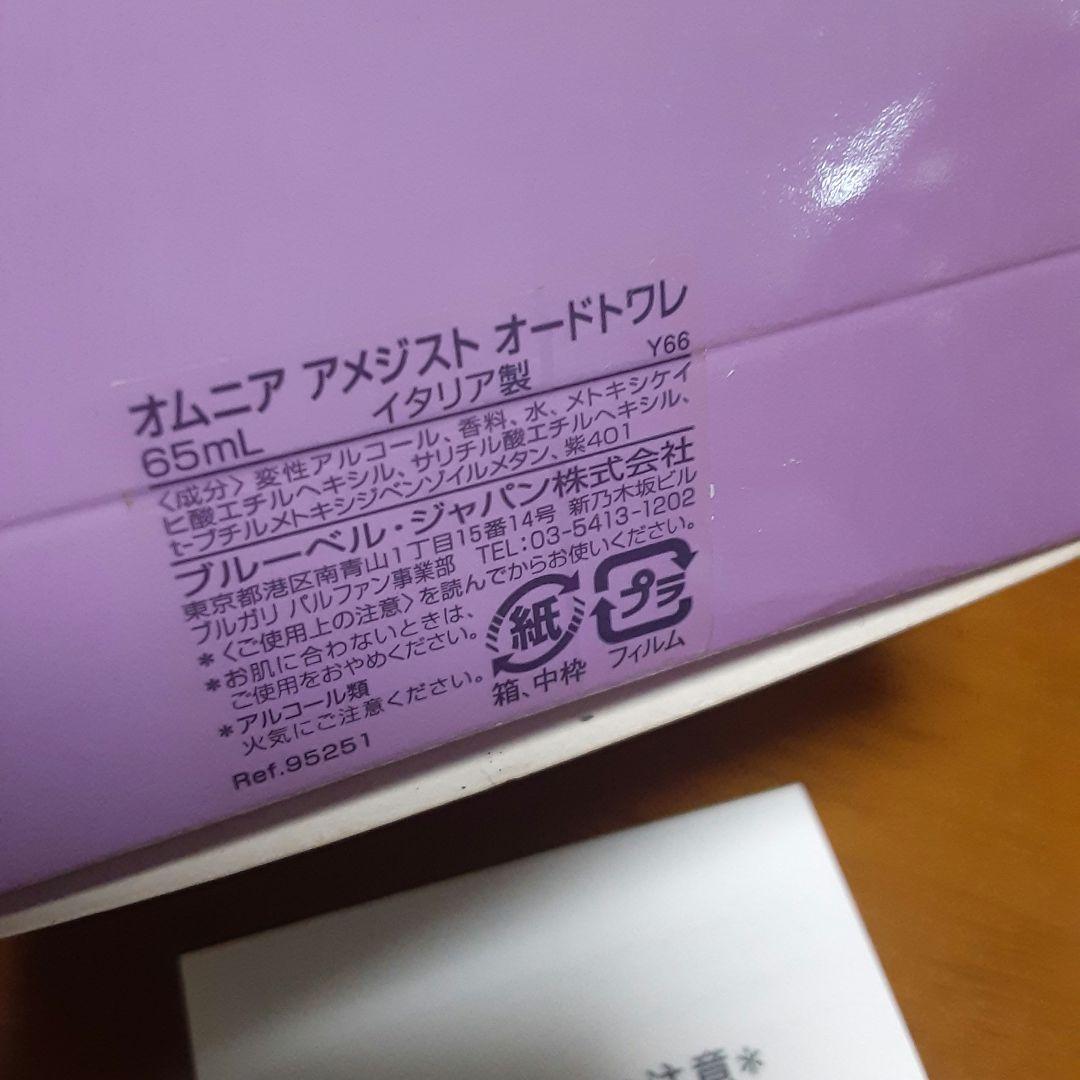 オムニア アメジスト オードトワレ
65mL イタリア製 Y66
〈成分〉変性アルコール、香料、水、メトキシケイ
ヒ酸エチルヘキシル、サリチル酸エチルヘキシル、
t-ブチルメトキシジベンゾイルメタン、紫401
ブルーベル・ジャパン株式会社
東京都港区南青山1丁目15番14号 新乃木坂ビル
ブルガリ パルファン事業部 TEL:03-5413-1202
*〈ご使用上の注意〉を読んでからお使いください。
*お肌に合わないときは、
ご使用をおやめください。
*アルコール類
火気にご注意ください。
Ref.95251
紙
箱、中枠
プラ
フィルム
注意*